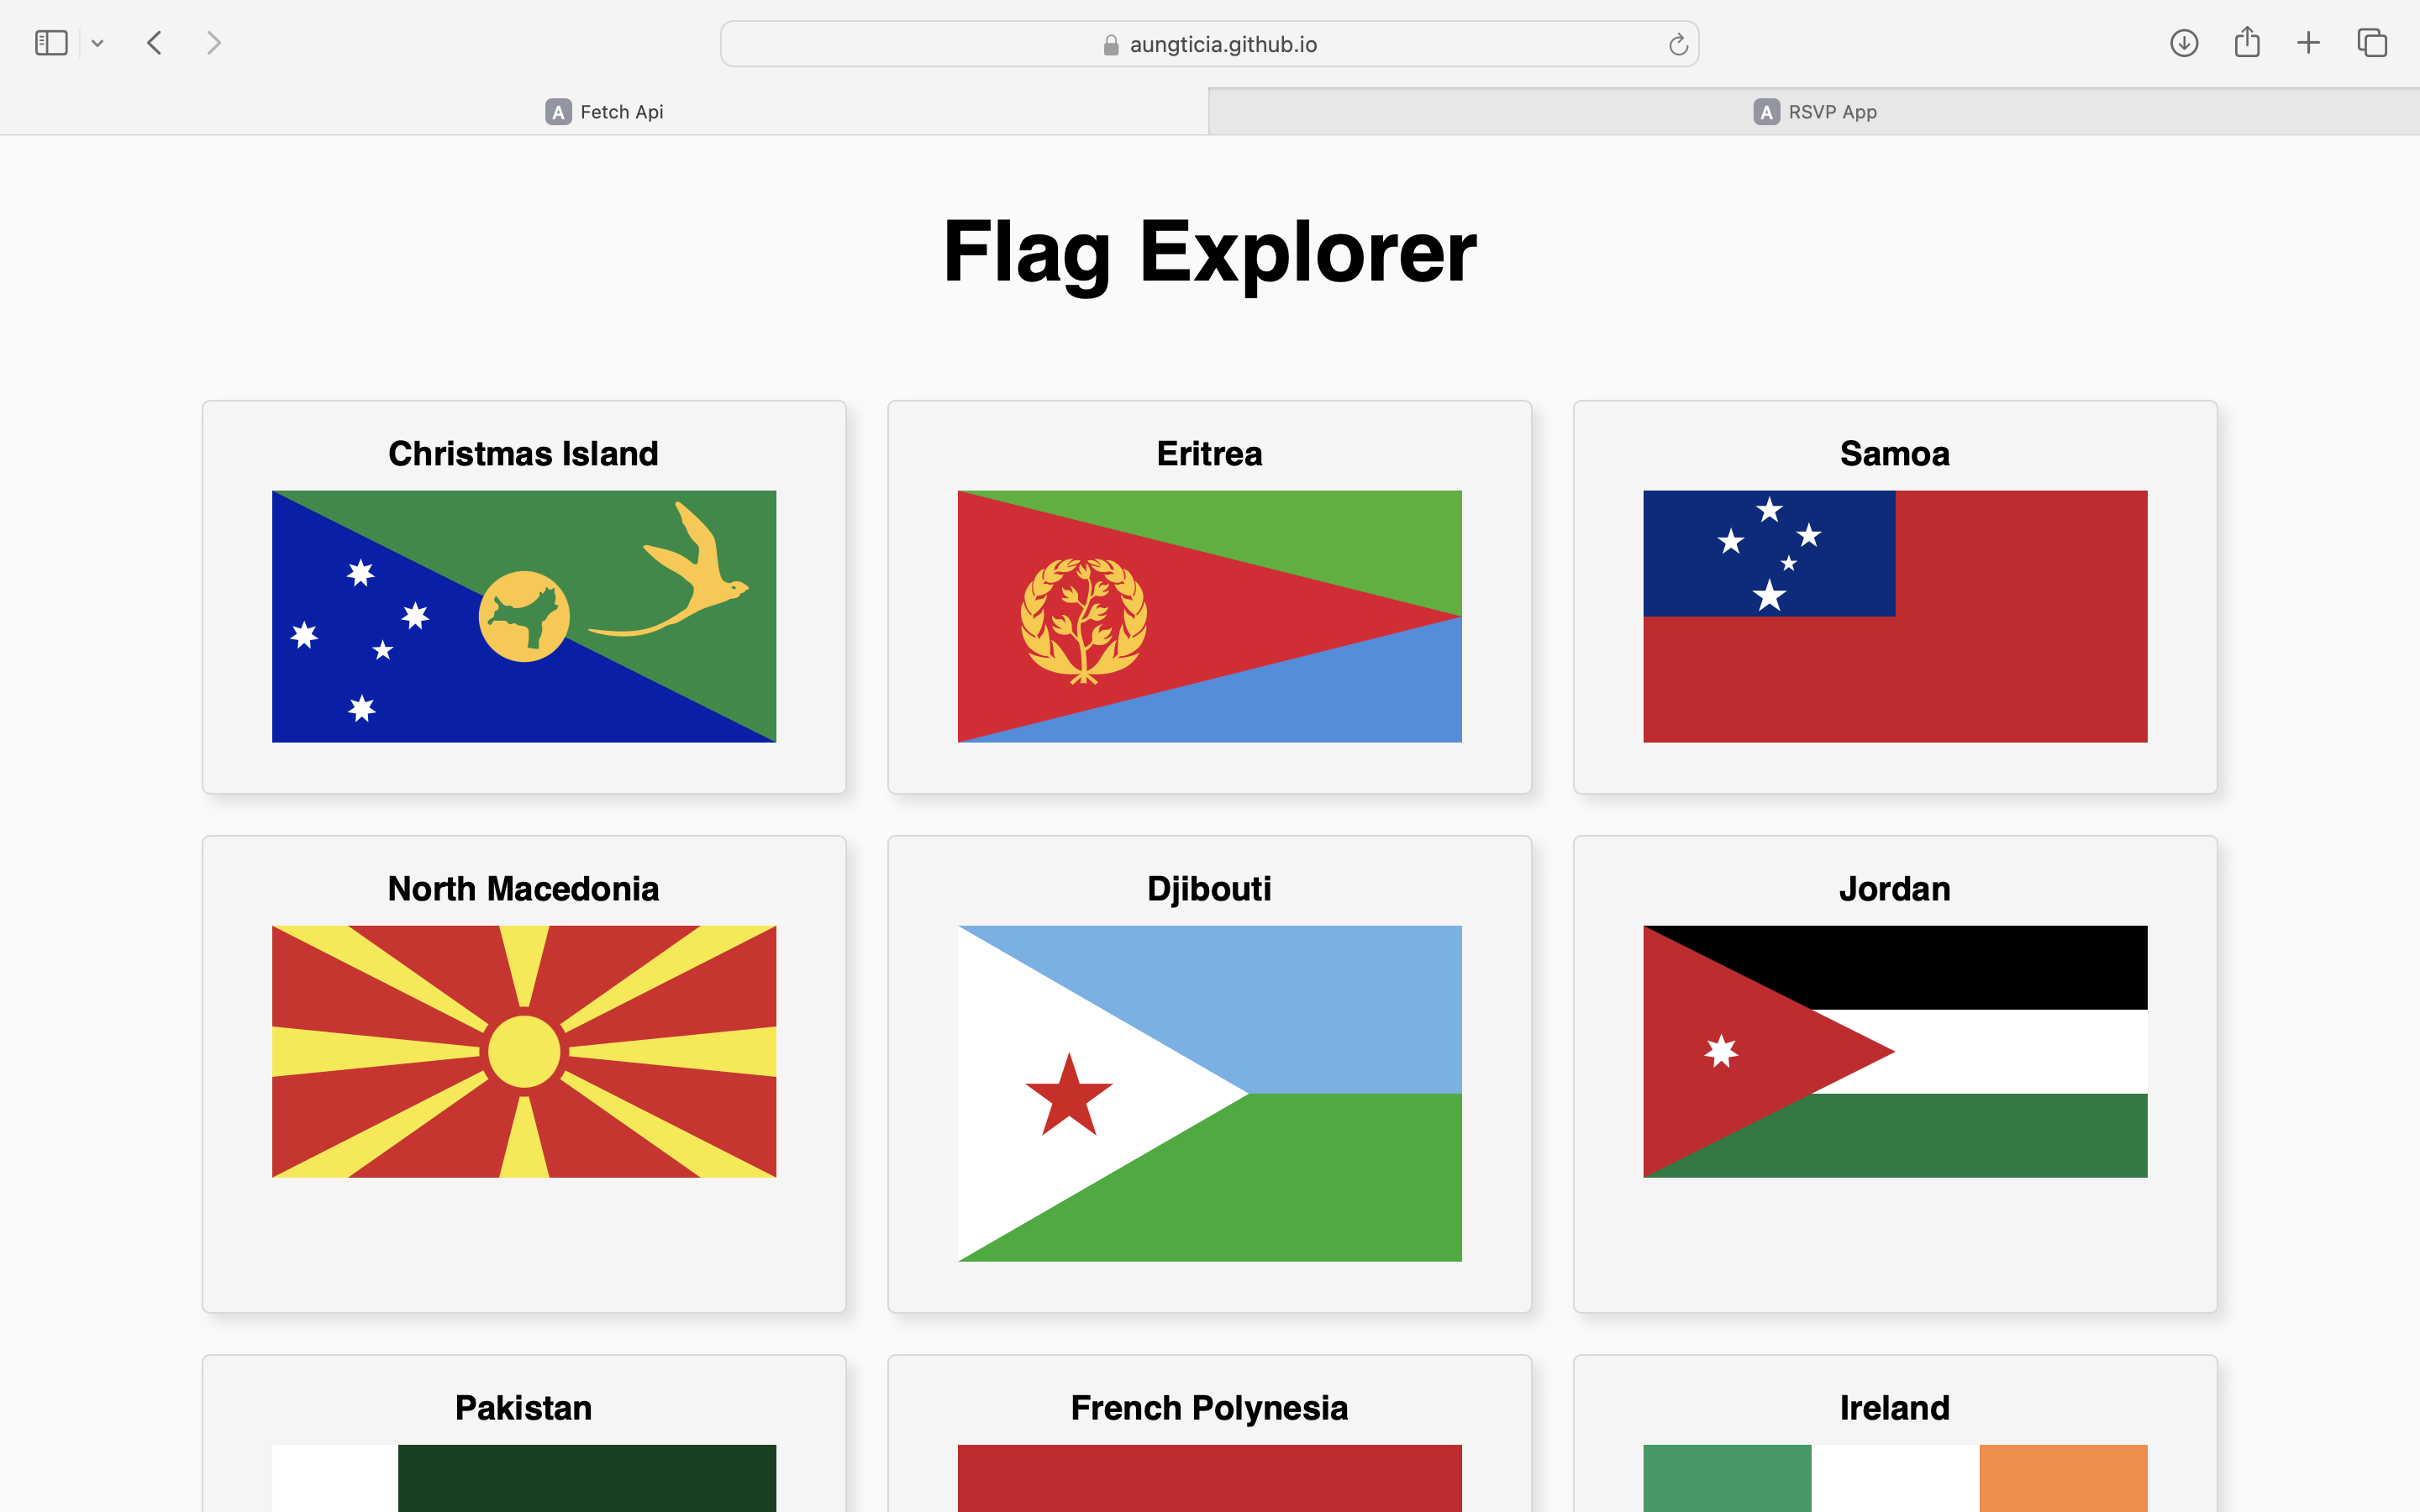 aungticia.github.io
A Fetch Api
A RSVP App
Flag Explorer
Christmas Island
Eritrea
Samoa
North Macedonia
Djibouti
Jordan
Pakistan
French Polynesia
Ireland